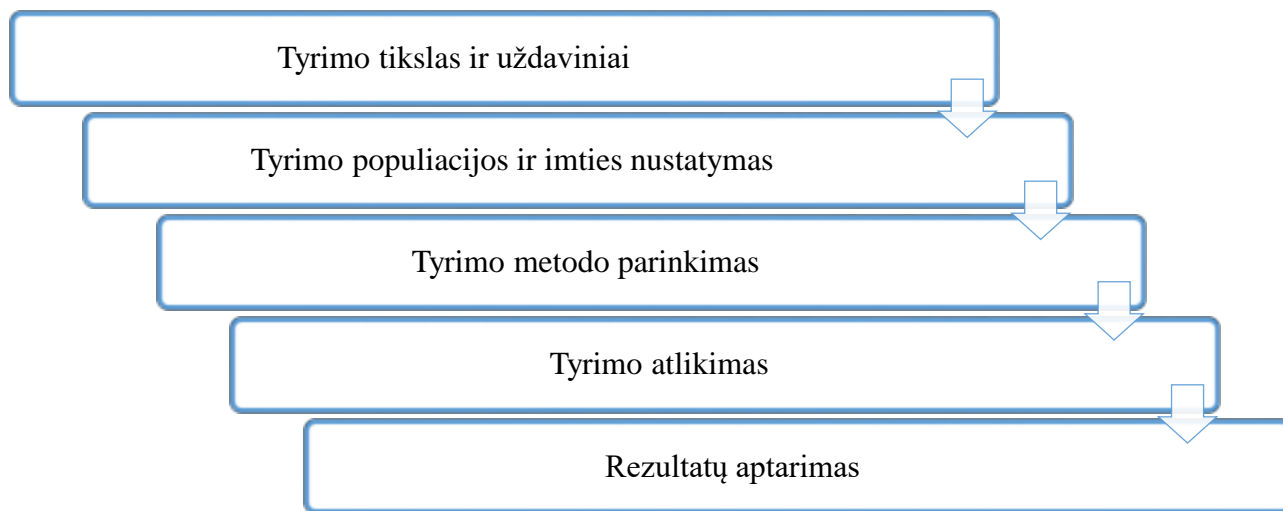 Tyrimo tikslas ir uždaviniai
Tyrimo populiacijos ir imties nustatymas
Tyrimo metodo parinkimas
Tyrimo atlikimas
Rezultatų aptarimas